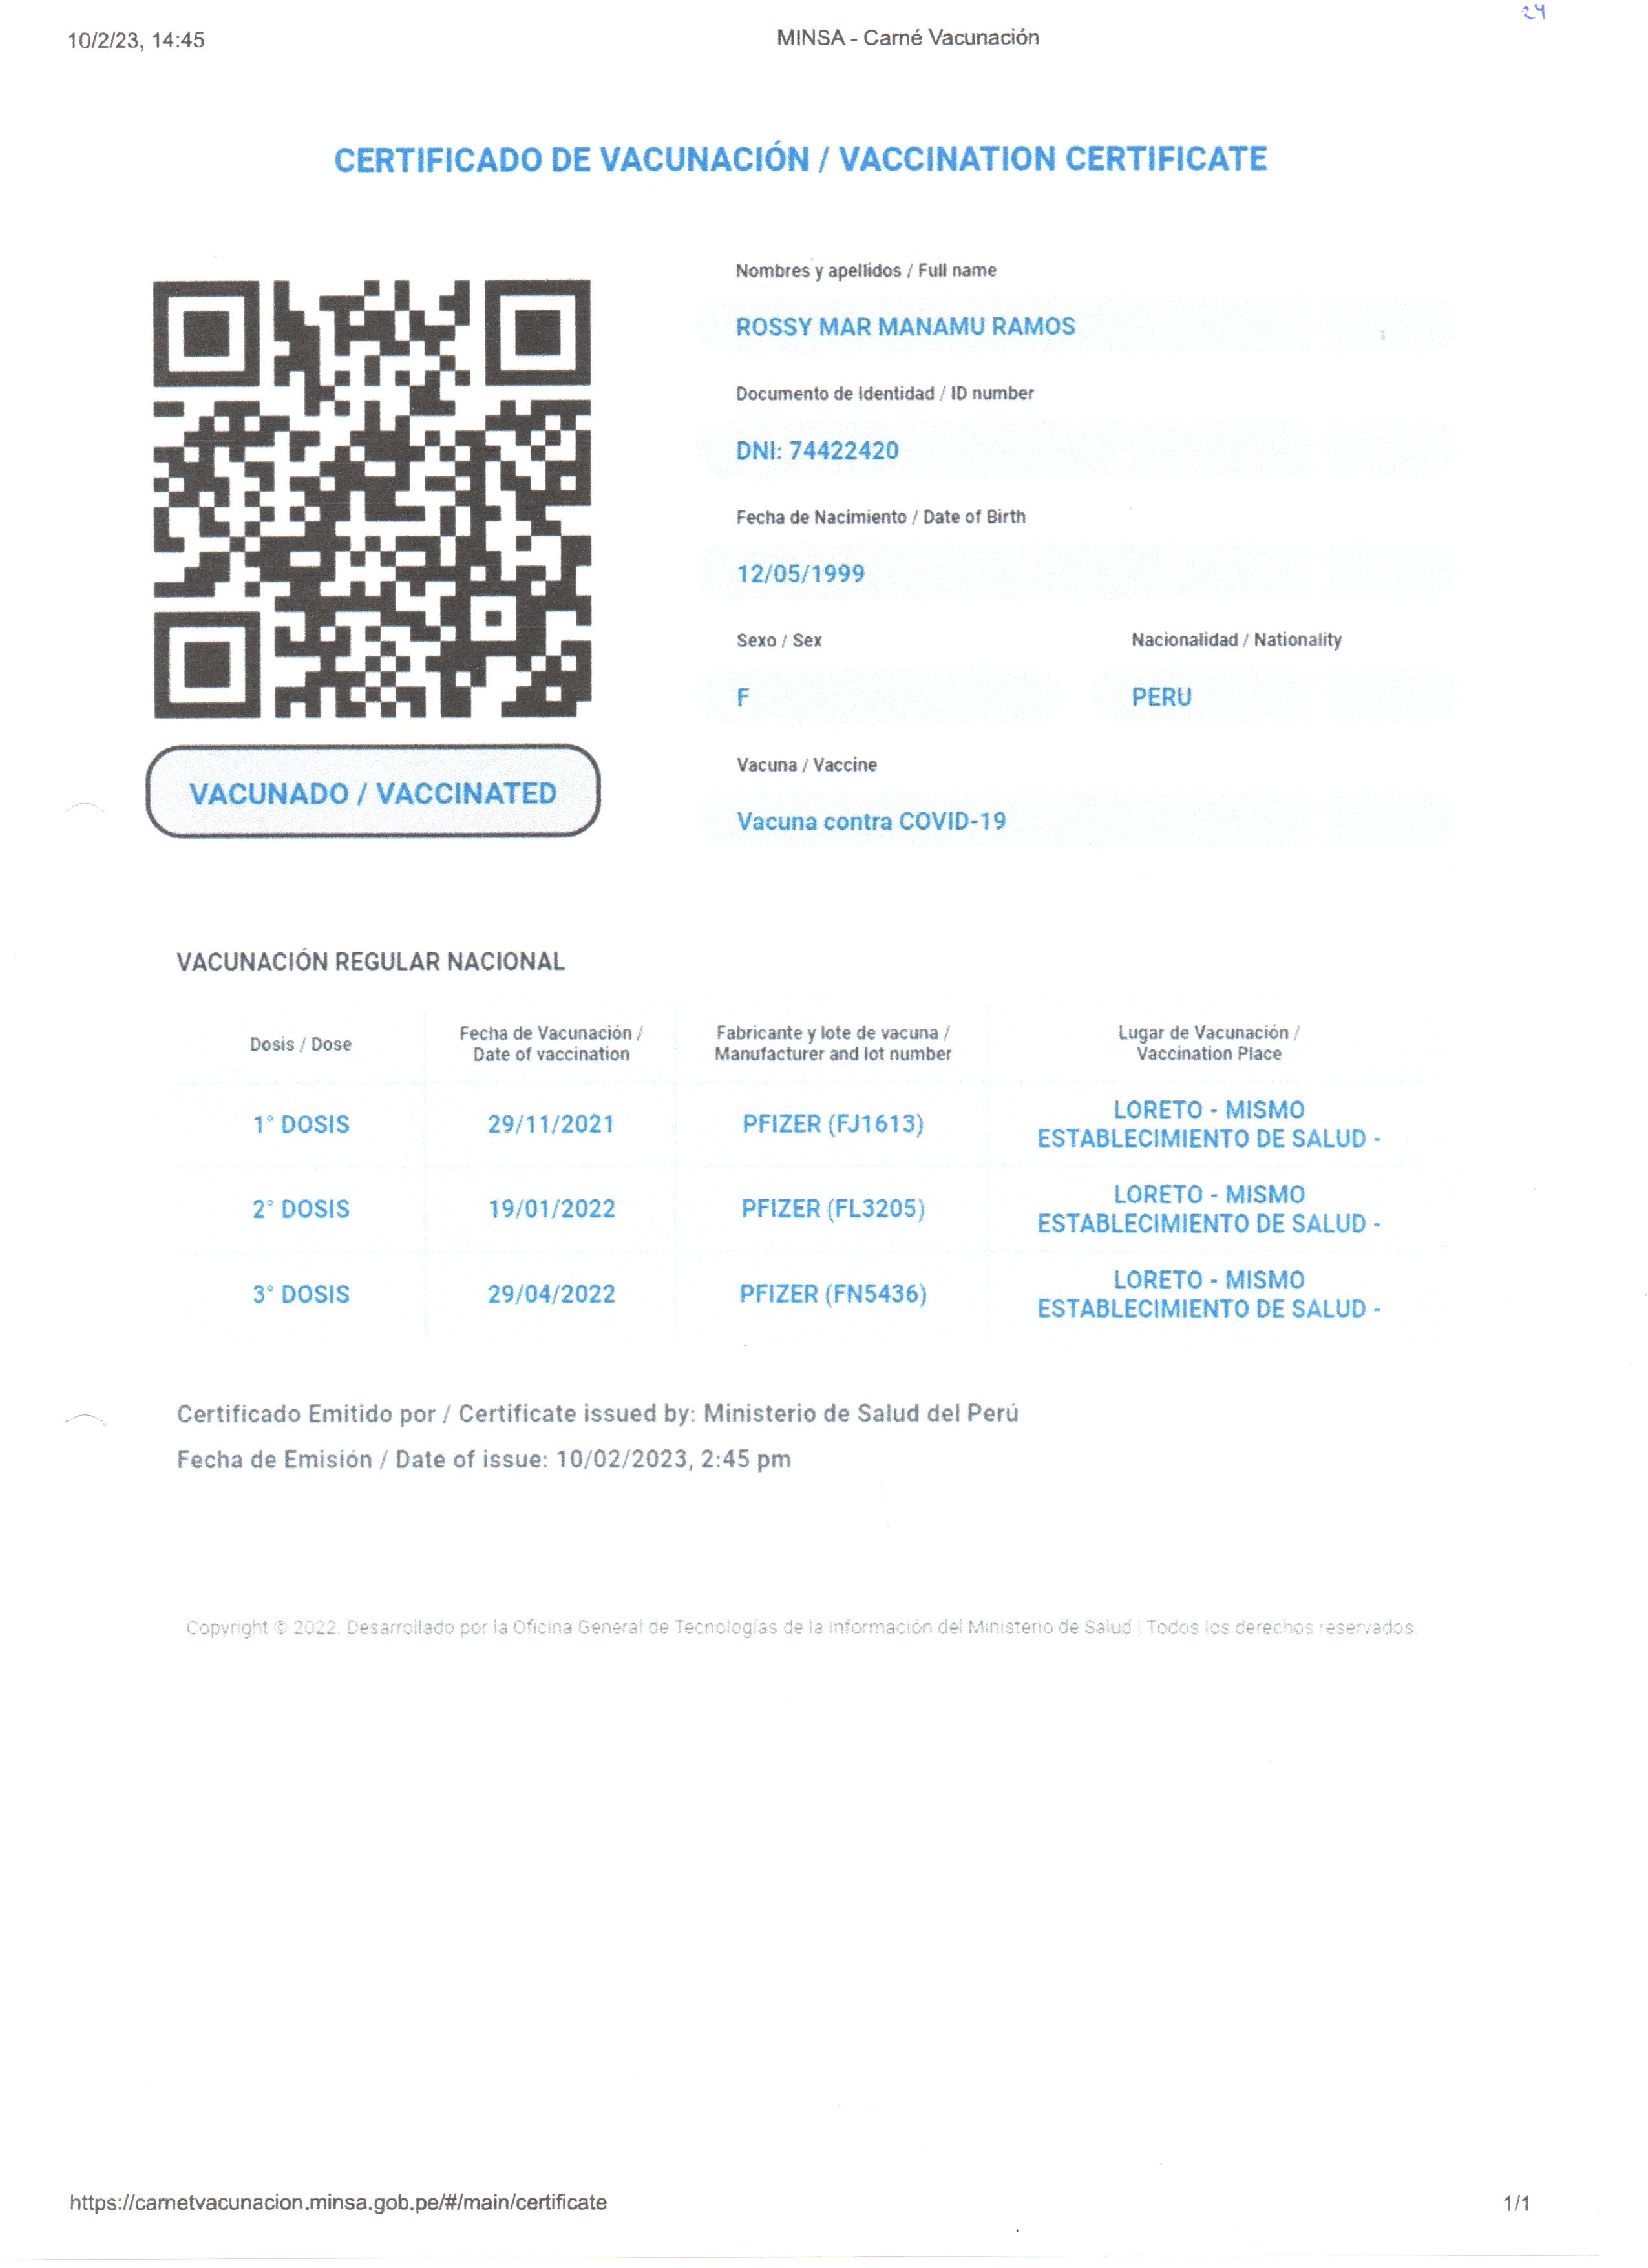 24
10/2/23, 14:45
MINSA - Carné Vacunación
CERTIFICADO DE VACUNACIÓN / VACCINATION CERTIFICATE
Nombres y apellidos / Full name
ROSSY MAR MANAMU RAMOS
Documento de Identidad / ID number
DNI: 74422420
Fecha de Nacimiento / Date of Birth
12/05/1999
Sexo / Sex
Nacionalidad / Nationality
F
PERU
VACUNADO / VACCINATED
Vacuna / Vaccine
Vacuna contra COVID-19
VACUNACIÓN REGULAR NACIONAL
Dosis / Dose
Fecha de Vacunación /
Date of vaccination
Fabricante y lote de vacuna /
Manufacturer and lot number
Lugar de Vacunación /
Vaccination Place
1° DOSIS
29/11/2021
PFIZER (FJ1613)
LORETO - MISMO
ESTABLECIMIENTO DE SALUD -
2° DOSIS
19/01/2022
PFIZER (FL3205)
LORETO - MISMO
ESTABLECIMIENTO DE SALUD -
3° DOSIS
29/04/2022
PFIZER (FN5436)
LORETO - MISMO
ESTABLECIMIENTO DE SALUD -
Certificado Emitido por / Certificate issued by: Ministerio de Salud del Perú
Fecha de Emisión / Date of issue: 10/02/2023, 2:45 pm
Copyright © 2022. Desarrollado por la Oficina General de Tecnologías de la Información del Ministerio de Salud | Todos los derechos reservados.
https://carnetvacunacion.minsa.gob.pe/#/main/certificate
1/1